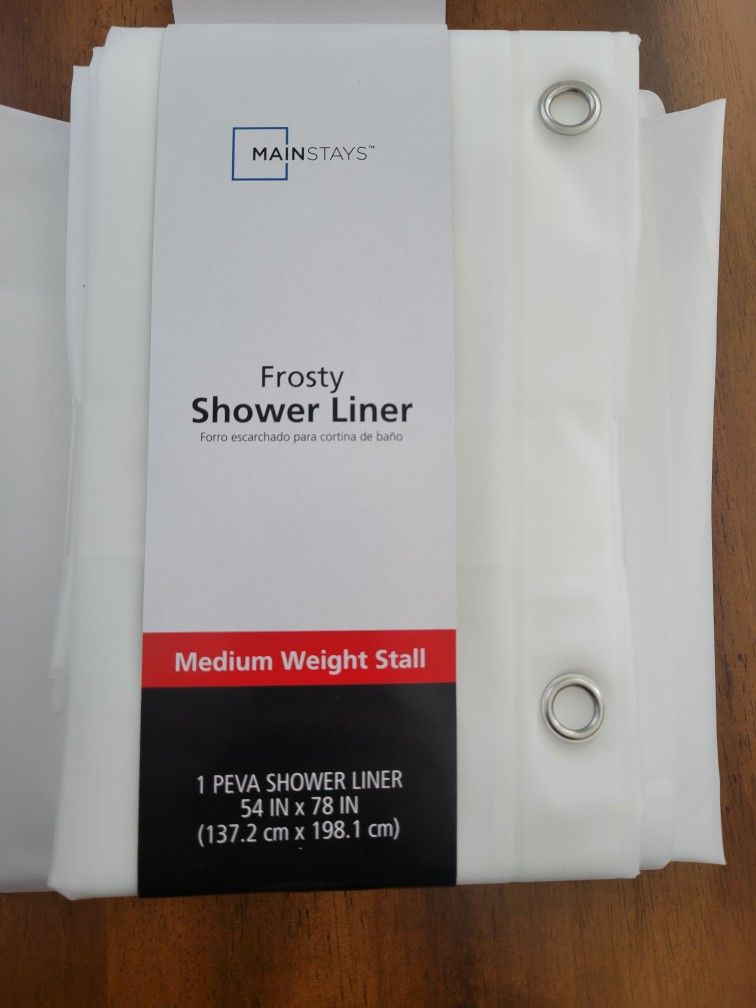 MAINSTAYS™
Frosty
Shower Liner
Forro escarchado para cortina de baño
Medium Weight Stall
1 PEVA SHOWER LINER
54 IN x 78 IN
(137.2 cm x 198.1 cm)